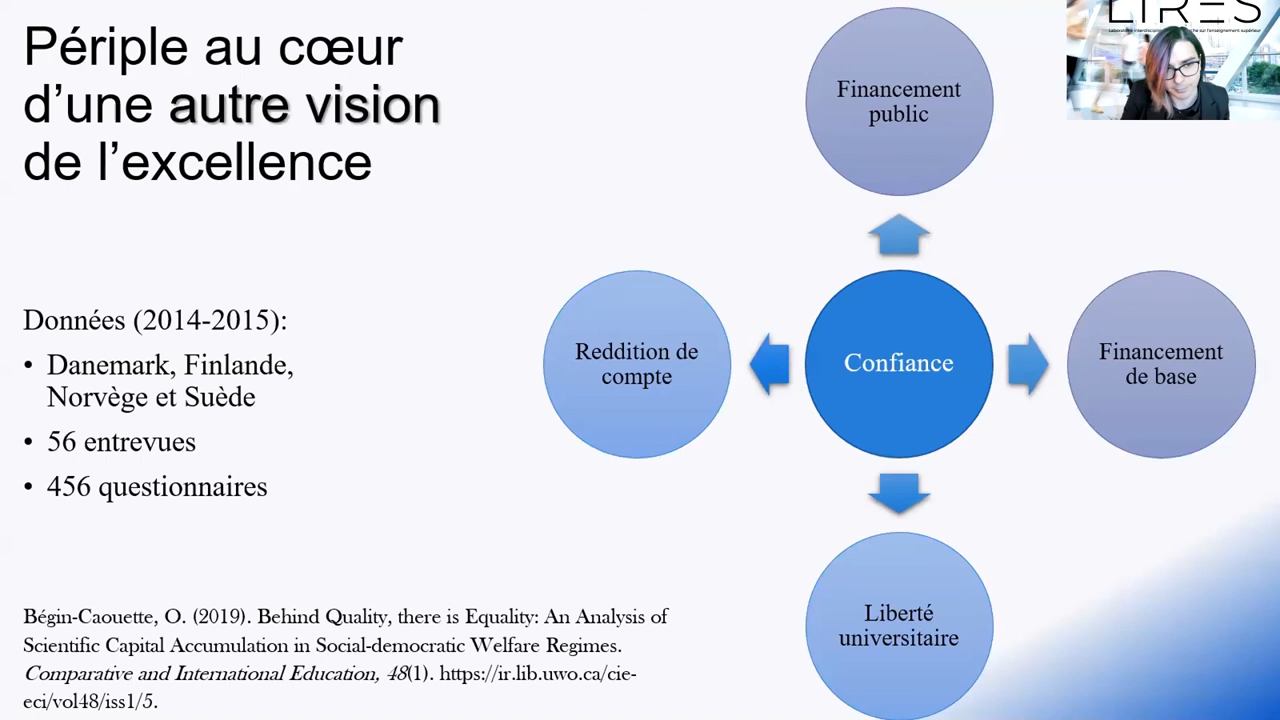 Périple au cœur
d’une autre vision
de l’excellence
Données (2014-2015):
• Danemark, Finlande,
Norvège et Suède
• 56 entrevues
• 456 questionnaires
Bégin-Caouette, O. (2019). Behind Quality, there is Equality: An Analysis of
Scientific Capital Accumulation in Social-democratic Welfare Regimes.
Comparative and International Education, 48(1). https://ir.lib.uwo.ca/cie-
eci/vol48/iss1/5.
Financement
public
Reddition de
compte
Confiance
Financement
de base
Liberté
universitaire
LIRES
sur l'enseignement supérieur